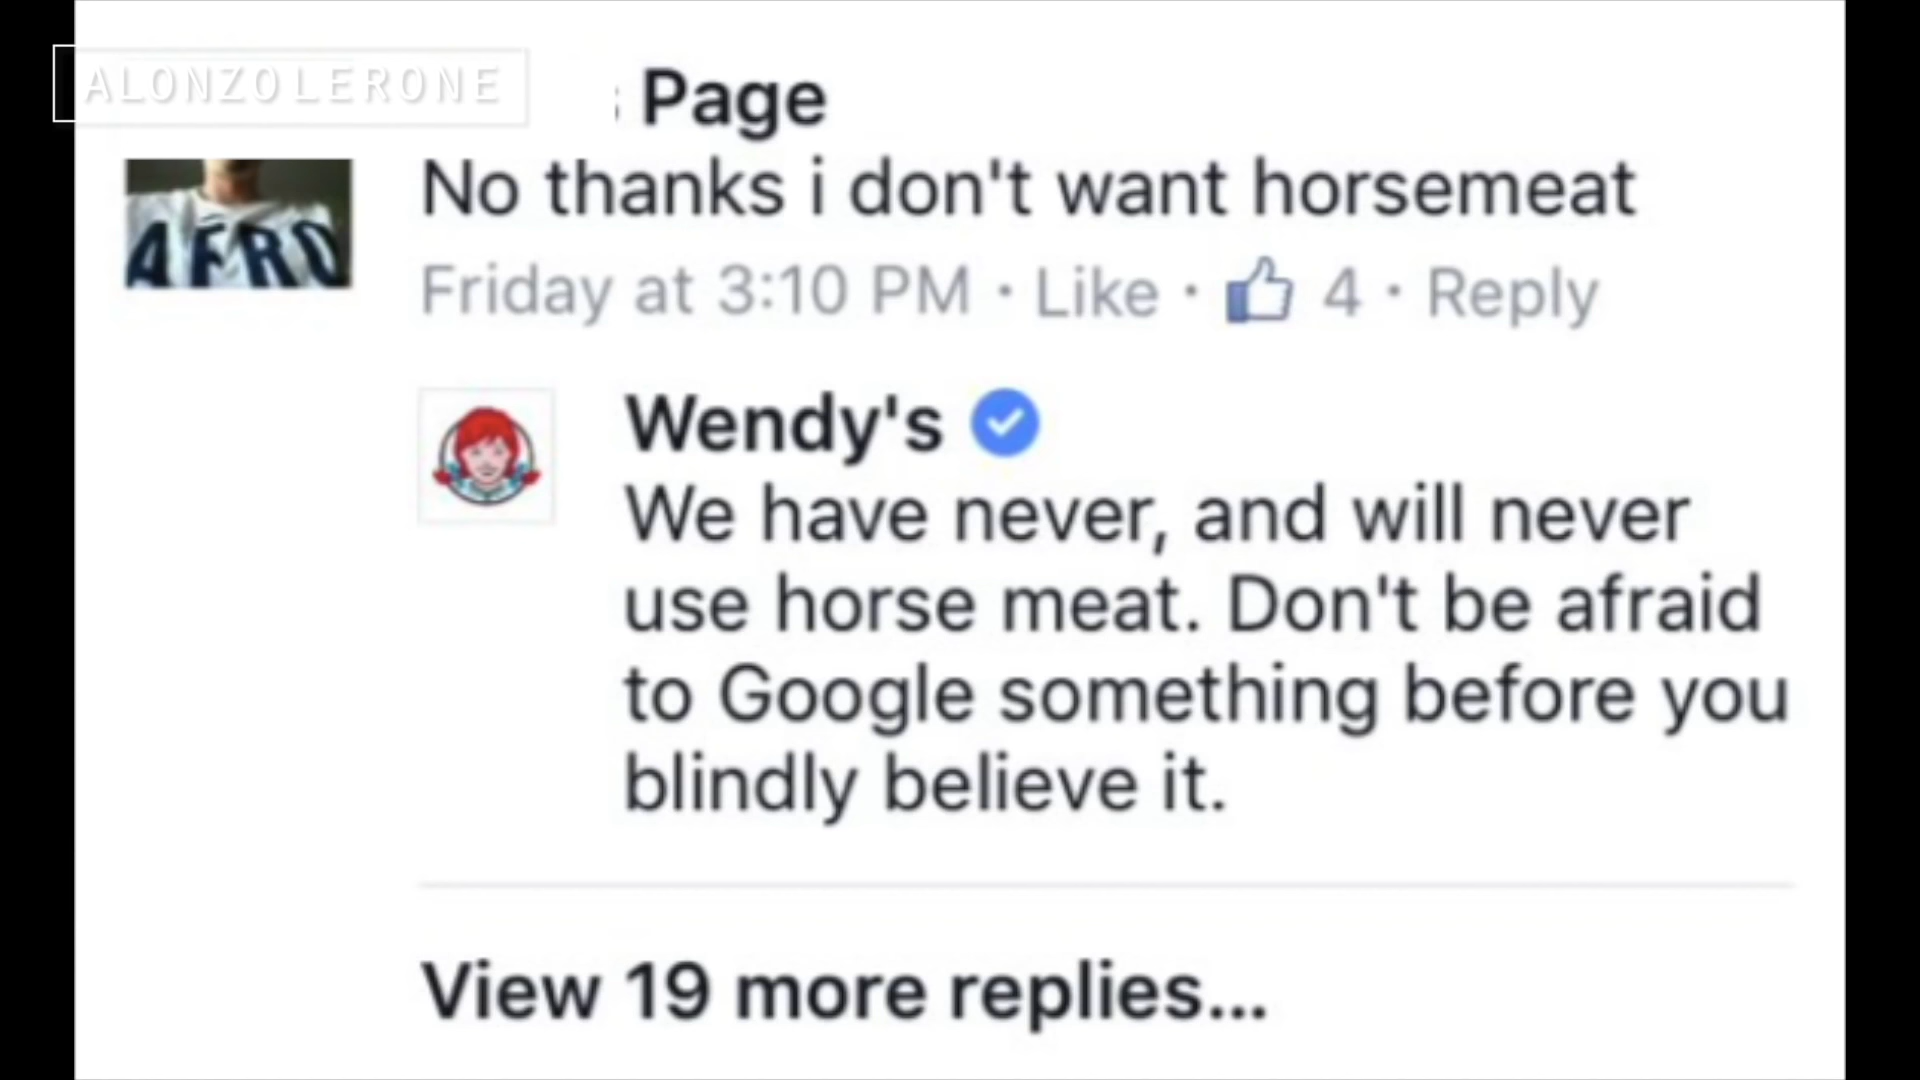 ALONZOLERONE
Page
No thanks i don't want horsemeat
AERO
Friday at 3:10 PM · Like · 4 · Reply
Wendy's
We have never, and will never
use horse meat. Don't be afraid
to Google something before you
blindly believe it.
View 19 more replies...